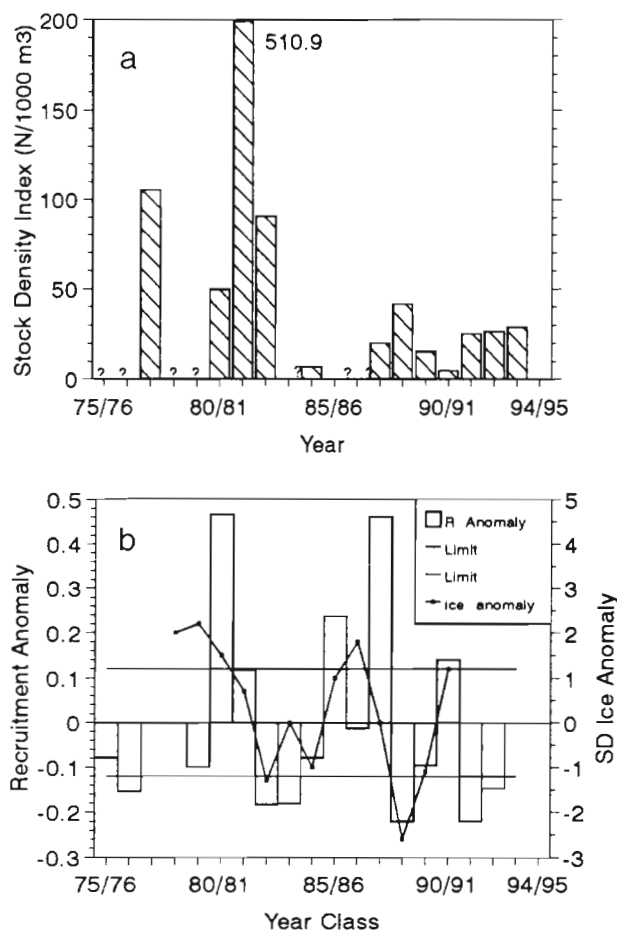 200
150
100
50
0
Stock Density Index (N/1000 m3)
a
510.9
? ? ? ? ? ? ?
75/76 80/81 85/86 90/91 94/95
Year
0.5
0.4
0.3
0.2
0.1
0
-0.1
-0.2
-0.3
Recruitment Anomaly
b
R Anomaly
Limit
Limit
Ice anomaly
5
4
3
2
1
0
-1
-2
-3
SD Ice Anomaly
75/76 80/81 85/86 90/91 94/95
Year Class